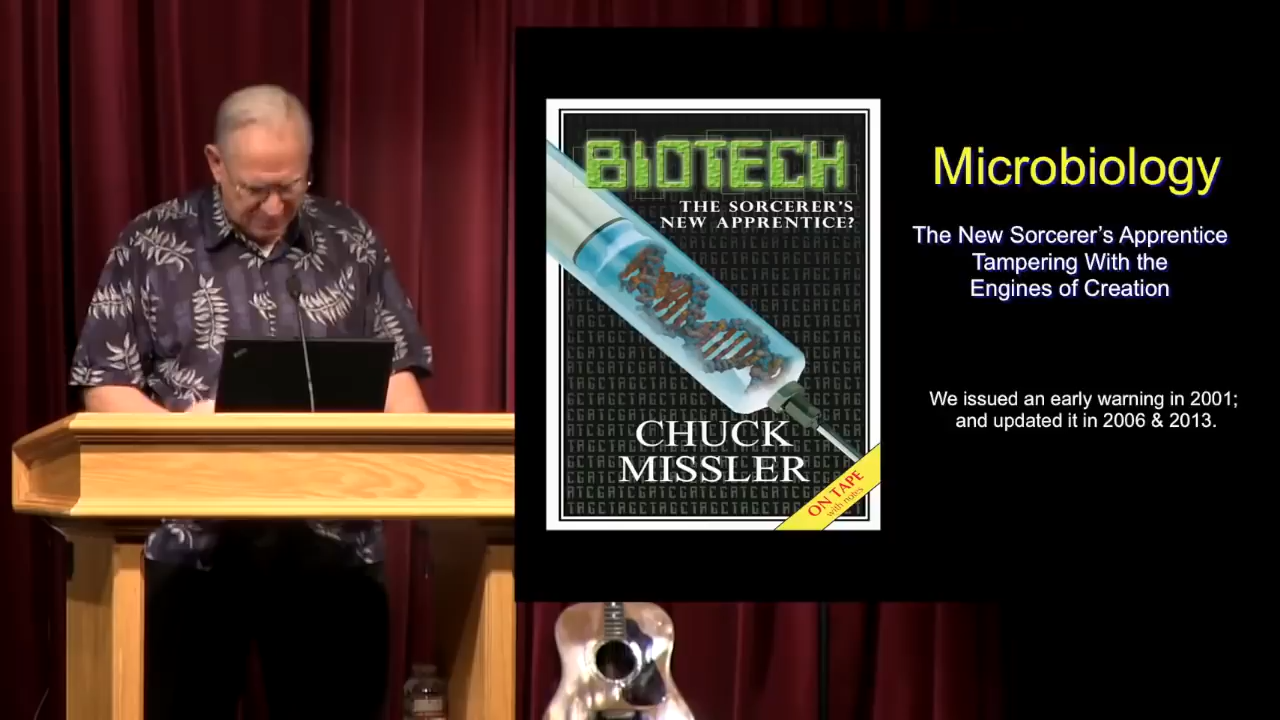 BIOTECH
THE SORCERER'S
NEW APPRENTICE?
CHUCK
MISSLER
ON TAPE
with notes
Microbiology
The New Sorcerer's Apprentice
Tampering With the
Engines of Creation
We issued an early warning in 2001;
and updated it in 2006 & 2013.